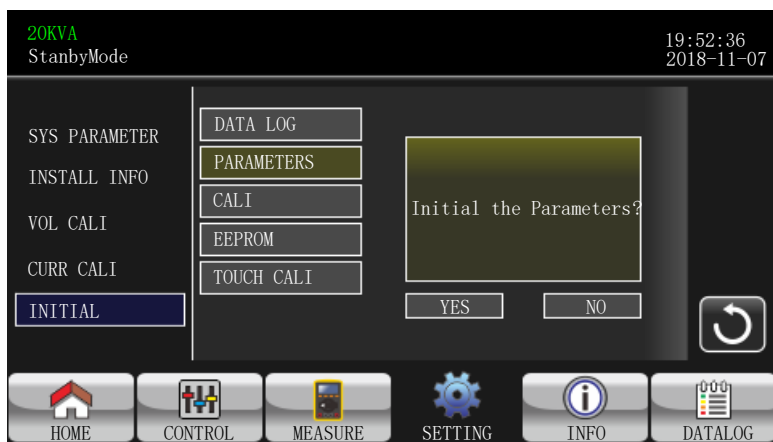 20KVA
StanbyMode
19:52:36
2018-11-07
SYS PARAMETER
INSTALL INFO
VOL CALI
CURR CALI
INITIAL
DATA LOG
PARAMETERS
CALI
EEPROM
TOUCH CALI
Initial the Parameters?
YES
NO
HOME
CONTROL
MEASURE
SETTING
INFO
DATALOG